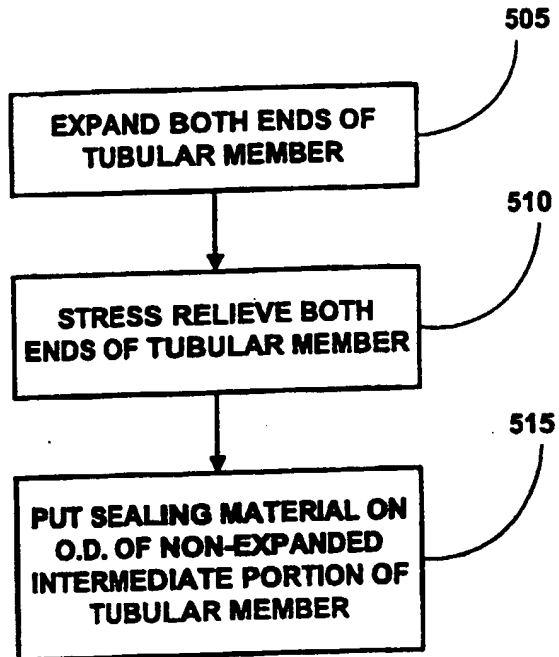 505
EXPAND BOTH ENDS OF
TUBULAR MEMBER
510
STRESS RELIEVE BOTH
ENDS OF TUBULAR MEMBER
515
PUT SEALING MATERIAL ON
O.D. OF NON-EXPANDED
INTERMEDIATE PORTION OF
TUBULAR MEMBER